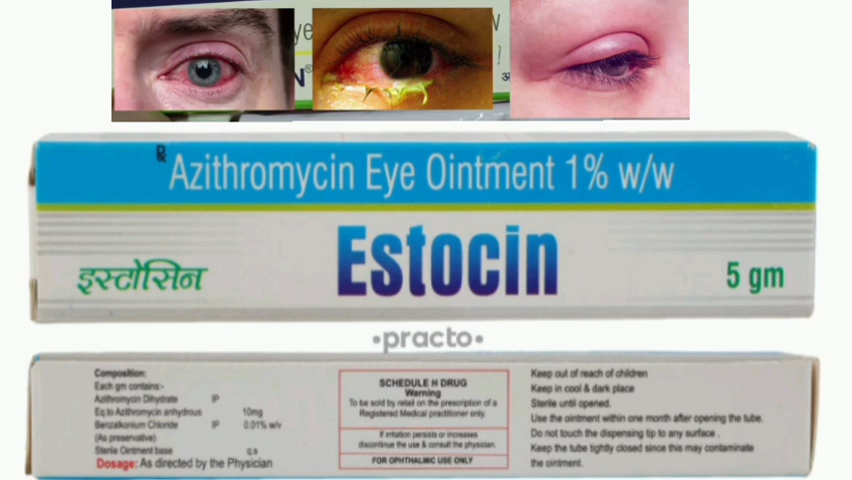 ye
N®
Rx
Azithromycin Eye Ointment 1% w/w
इस्टोसिन
Estocin
5 gm
•practo•
Composition:
Each gm contains:-
Azithromycin Dihydrate IP
Eq.to Azithromycin anhydrous 10mg
Benzalkonium Chloride IP 0.01% w/v
(As preservative)
Sterile Ointment base q.s
Dosage: As directed by the Physician
SCHEDULE H DRUG
Warning
To be sold by retail on the prescription of a
Registered Medical practitioner only.
If irritation persists or increases
discontinue the use & consult the physician.
FOR OPHTHALMIC USE ONLY
Keep out of reach of children
Keep in cool & dark place
Sterile until opened.
Use the ointment within one month after opening the tube.
Do not touch the dispensing tip to any surface .
Keep the tube tightly closed since this may contaminate
the ointment.